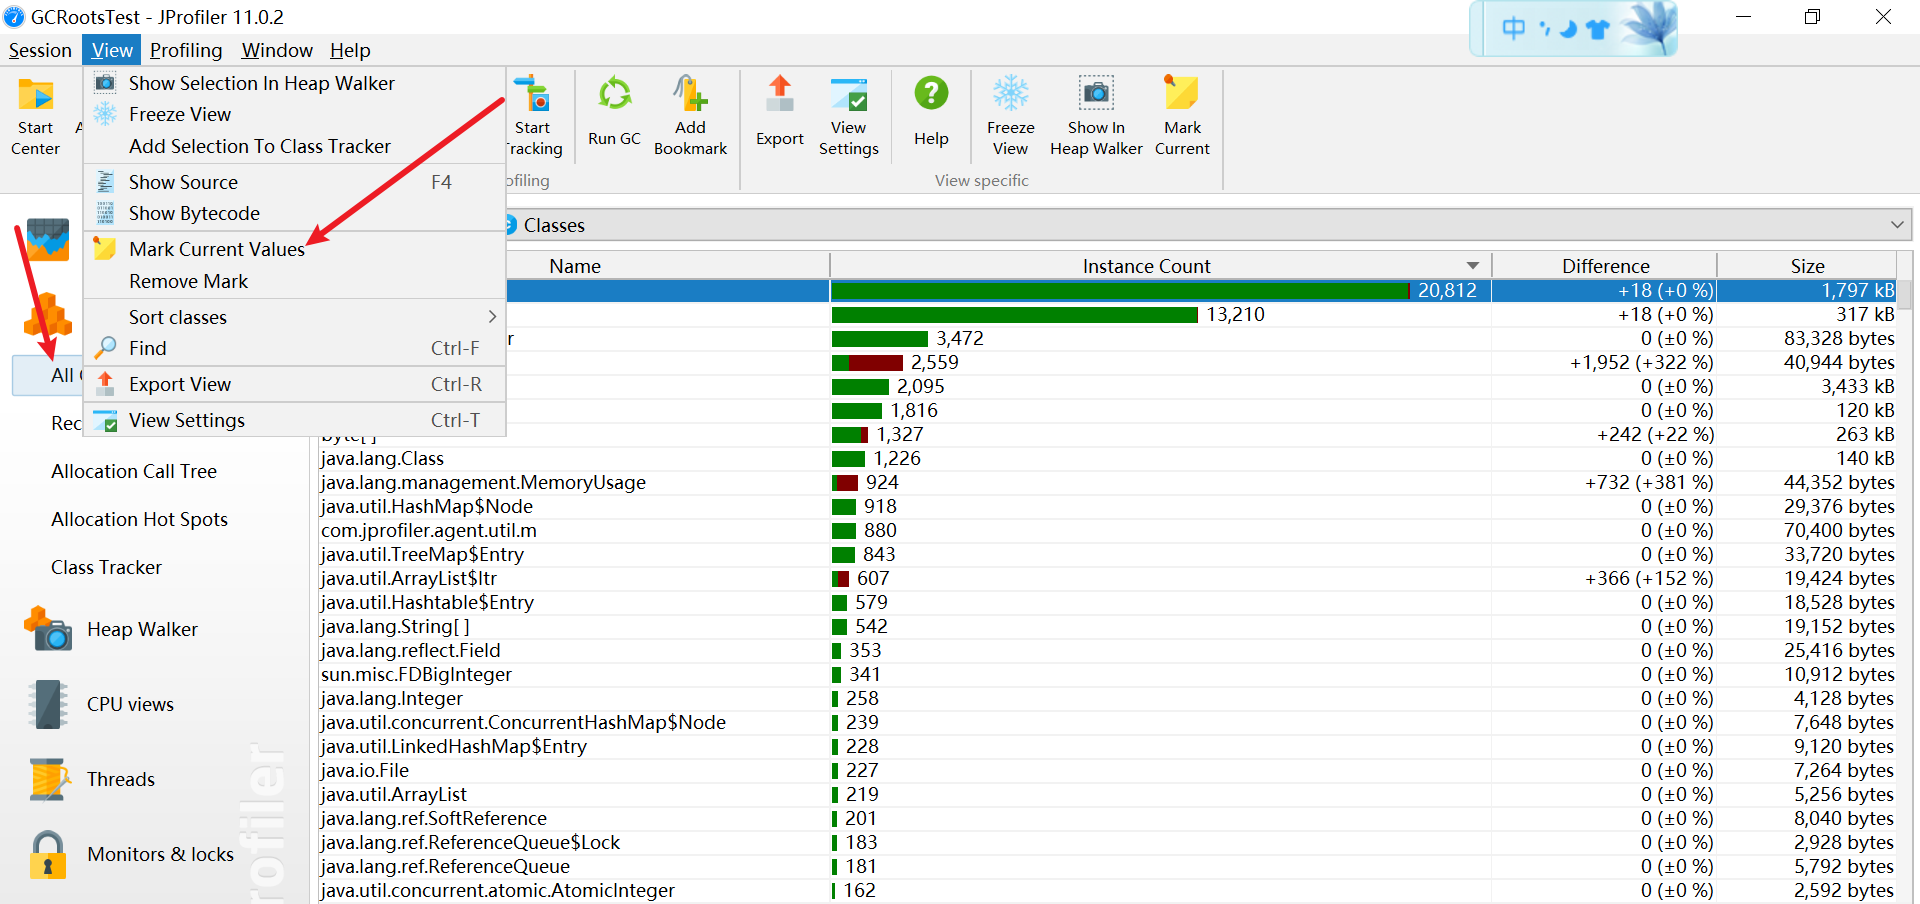 GCRootsTest - JProfiler 11.0.2
中
Session View Profiling Window Help
Start Center
Start
Run GC
Add Bookmark
Export
View Settings
Help
Freeze View
Show In Heap Walker
Mark Current
View specific
Show Selection In Heap Walker
Freeze View
Add Selection To Class Tracker
Show Source F4
Show Bytecode
Mark Current Values
Remove Mark
Sort classes
Find Ctrl-F
Export View Ctrl-R
View Settings Ctrl-T
All
Allocation Call Tree
Allocation Hot Spots
Class Tracker
Heap Walker
CPU views
Threads
Monitors & locks
Classes
Name Instance Count Difference Size
20,812 +18 (+0 %) 1,797 kB
13,210 +18 (+0 %) 317 kB
r 3,472 0 (±0 %) 83,328 bytes
2,559 +1,952 (+322 %) 40,944 bytes
2,095 0 (±0 %) 3,433 kB
1,816 0 (±0 %) 120 kB
byte[ ] 1,327 +242 (+22 %) 263 kB
java.lang.Class 1,226 0 (±0 %) 140 kB
java.lang.management.MemoryUsage 924 +732 (+381 %) 44,352 bytes
java.util.HashMap$Node 918 0 (±0 %) 29,376 bytes
com.jprofiler.agent.util.m 880 0 (±0 %) 70,400 bytes
java.util.TreeMap$Entry 843 0 (±0 %) 33,720 bytes
java.util.ArrayList$Itr 607 +366 (+152 %) 19,424 bytes
java.util.Hashtable$Entry 579 0 (±0 %) 18,528 bytes
java.lang.String[ ] 542 0 (±0 %) 19,152 bytes
java.lang.reflect.Field 353 0 (±0 %) 25,416 bytes
sun.misc.FDBigInteger 341 0 (±0 %) 10,912 bytes
java.lang.Integer 258 0 (±0 %) 4,128 bytes
java.util.concurrent.ConcurrentHashMap$Node 239 0 (±0 %) 7,648 bytes
java.util.LinkedHashMap$Entry 228 0 (±0 %) 9,120 bytes
java.io.File 227 0 (±0 %) 7,264 bytes
java.util.ArrayList 219 0 (±0 %) 5,256 bytes
java.lang.ref.SoftReference 201 0 (±0 %) 8,040 bytes
java.lang.ref.ReferenceQueue$Lock 183 0 (±0 %) 2,928 bytes
java.lang.ref.ReferenceQueue 181 0 (±0 %) 5,792 bytes
java.util.concurrent.atomic.AtomicInteger 162 0 (±0 %) 2,592 bytes